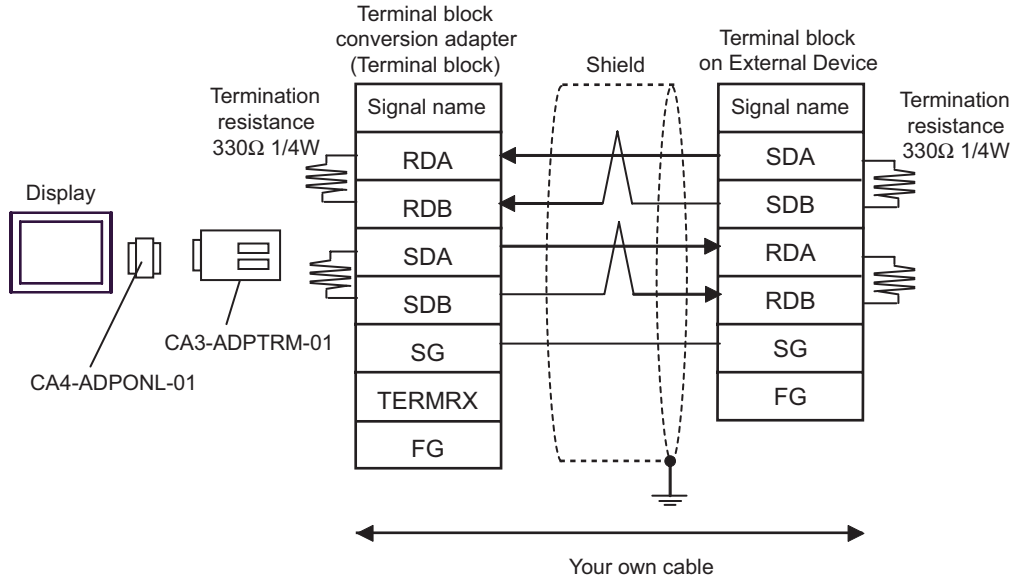 Terminal block
conversion adapter
(Terminal block)
Shield
Terminal block
on External Device
Termination
resistance
330Ω 1/4W
Signal name
RDA
RDB
SDA
SDB
SG
TERMRX
FG
Signal name
SDA
SDB
RDA
RDB
SG
FG
Termination
resistance
330Ω 1/4W
Display
CA3-ADPTRM-01
CA4-ADPONL-01
Your own cable